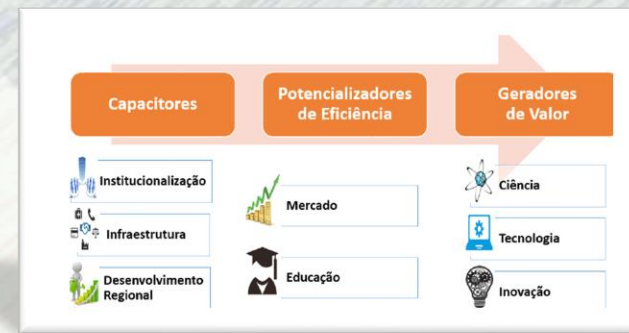 Capacitores
Potencializadores
de Eficiência
Geradores
de Valor
Institucionalização
Infraestrutura
Desenvolvimento
Regional
Mercado
Educação
Ciência
Tecnologia
Inovação